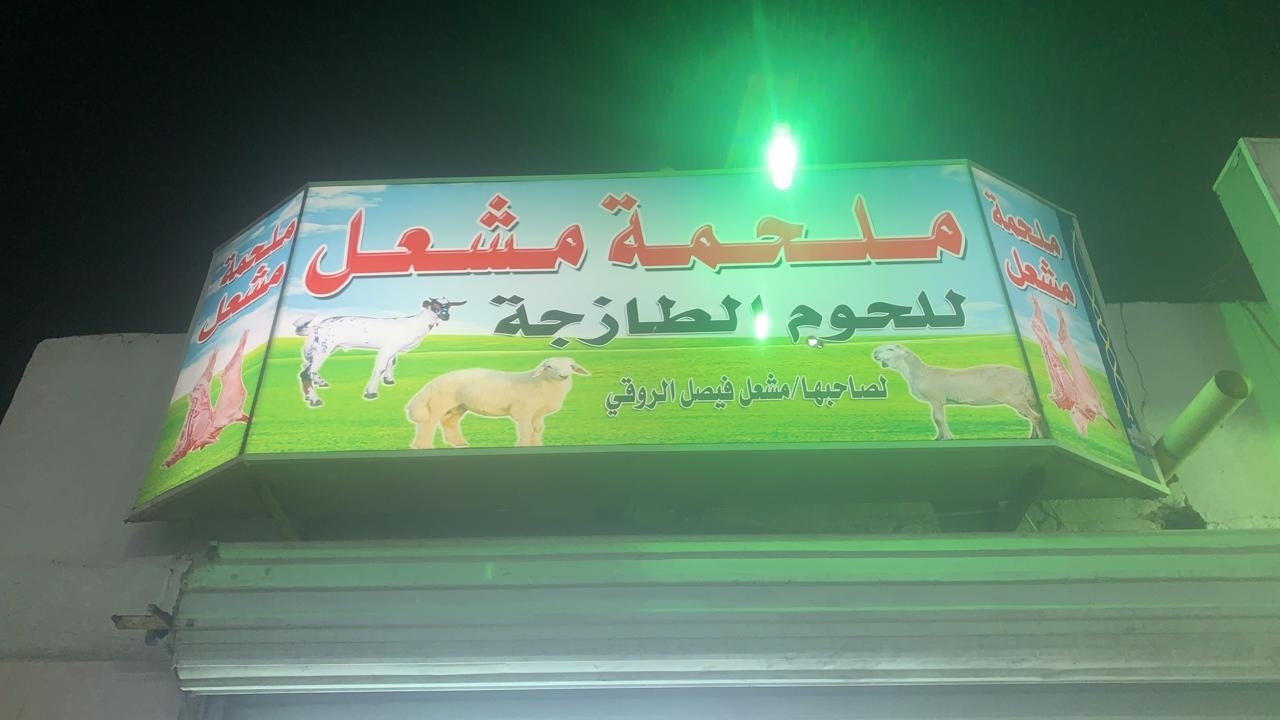 ملحمة مشعل
للحوم الطازجة
لصاحبها/مشعل فيصل الروقي
ملحمة
مشعل
ملحمة
مشعل